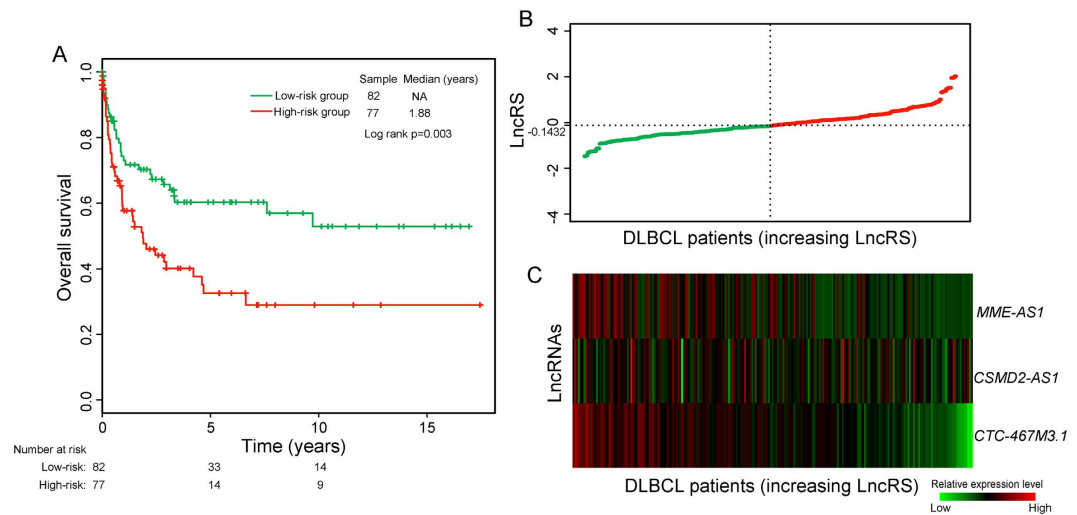 A
Sample Median (years)
Low-risk group 82 NA
High-risk group 77 1.88
Log rank p=0.003
Overall survival
1.0
0.8
0.6
0.4
0.2
0.0
0 5 10 15
Time (years)
Number at risk
Low-risk: 82 33 14
High-risk: 77 14 9
B
LncRS
4
2
0
-0.1432
-2
-4
DLBCL patients (increasing LncRS)
C
LncRNAs
MME-AS1
CSMD2-AS1
CTC-467M3.1
DLBCL patients (increasing LncRS)
Relative expression level
Low High